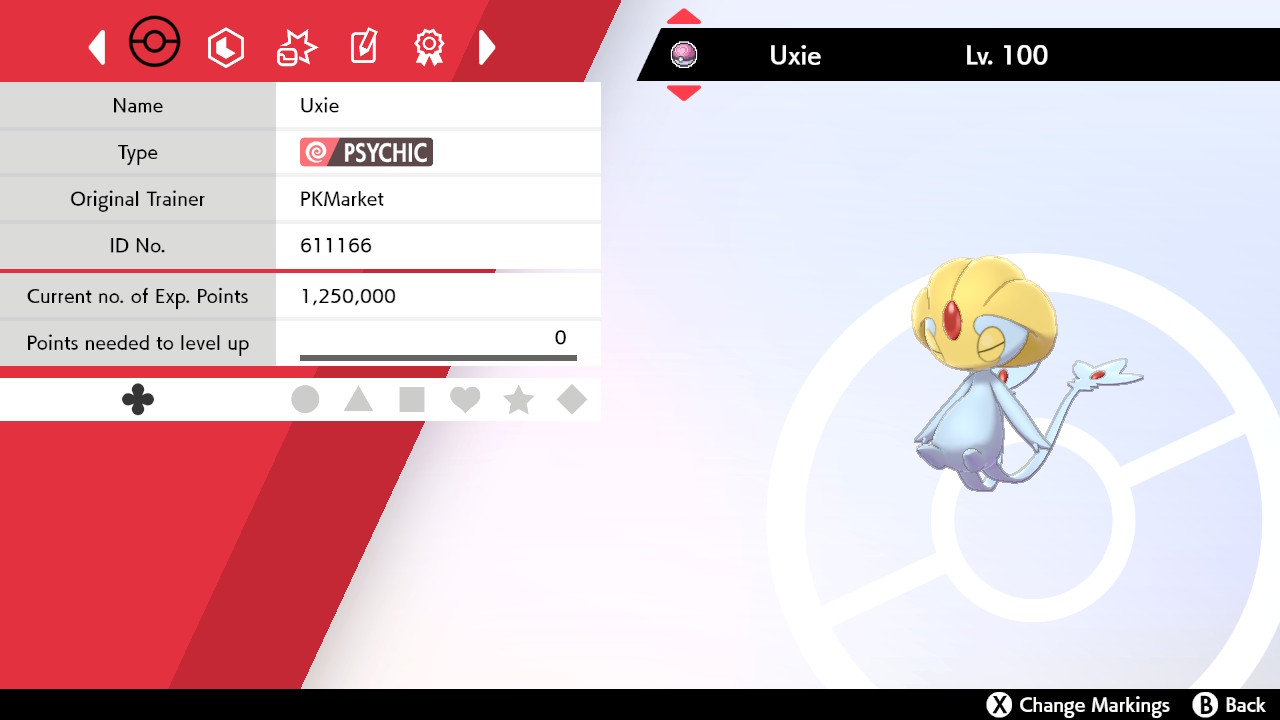 Uxie Lv. 100
Name Uxie
Type PSYCHIC
Original Trainer PKMarket
ID No. 611166
Current no. of Exp. Points 1,250,000
Points needed to level up 0
X Change Markings B Back